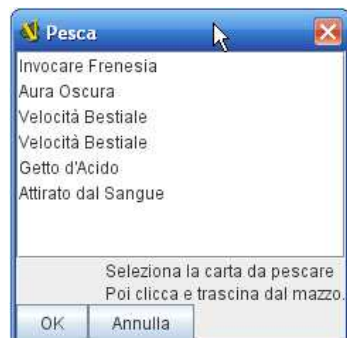 Pesca
Invocare Frenesia
Aura Oscura
Velocità Bestiale
Velocità Bestiale
Getto d'Acido
Attirato dal Sangue
Seleziona la carta da pescare
Poi clicca e trascina dal mazzo.
OK Annulla